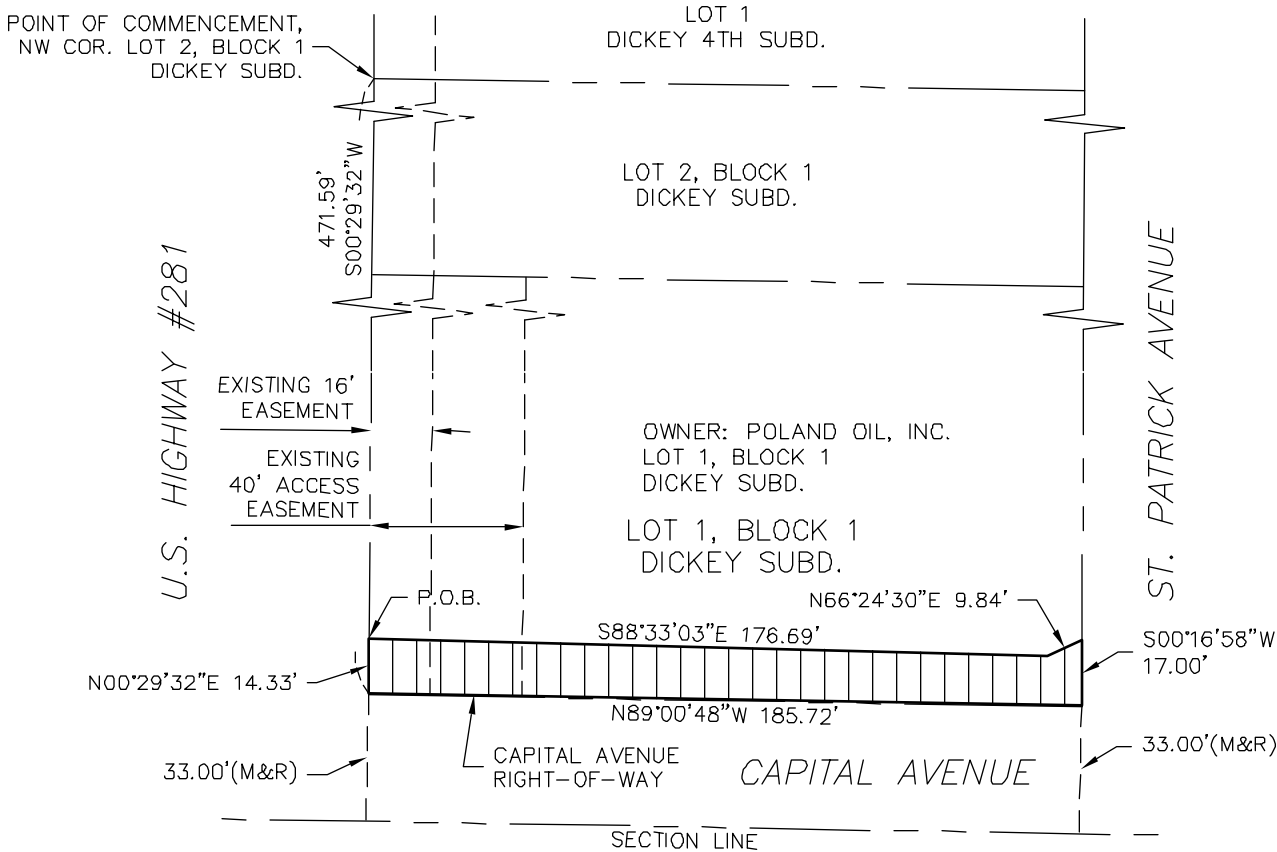 POINT OF COMMENCEMENT,
NW COR. LOT 2, BLOCK 1
DICKEY SUBD.
LOT 1
DICKEY 4TH SUBD.
471.59'
S00°29'32"W
LOT 2, BLOCK 1
DICKEY SUBD.
U.S. HIGHWAY #281
ST. PATRICK AVENUE
EXISTING 16'
EASEMENT
EXISTING
40' ACCESS
EASEMENT
OWNER: POLAND OIL, INC.
LOT 1, BLOCK 1
DICKEY SUBD.
LOT 1, BLOCK 1
DICKEY SUBD.
P.O.B.
N66°24'30"E 9.84'
S88°33'03"E 176.69'
S00°16'58"W
17.00'
N00°29'32"E 14.33'
N89°00'48"W 185.72'
33.00'(M&R)
CAPITAL AVENUE
RIGHT-OF-WAY
CAPITAL AVENUE
33.00'(M&R)
SECTION LINE